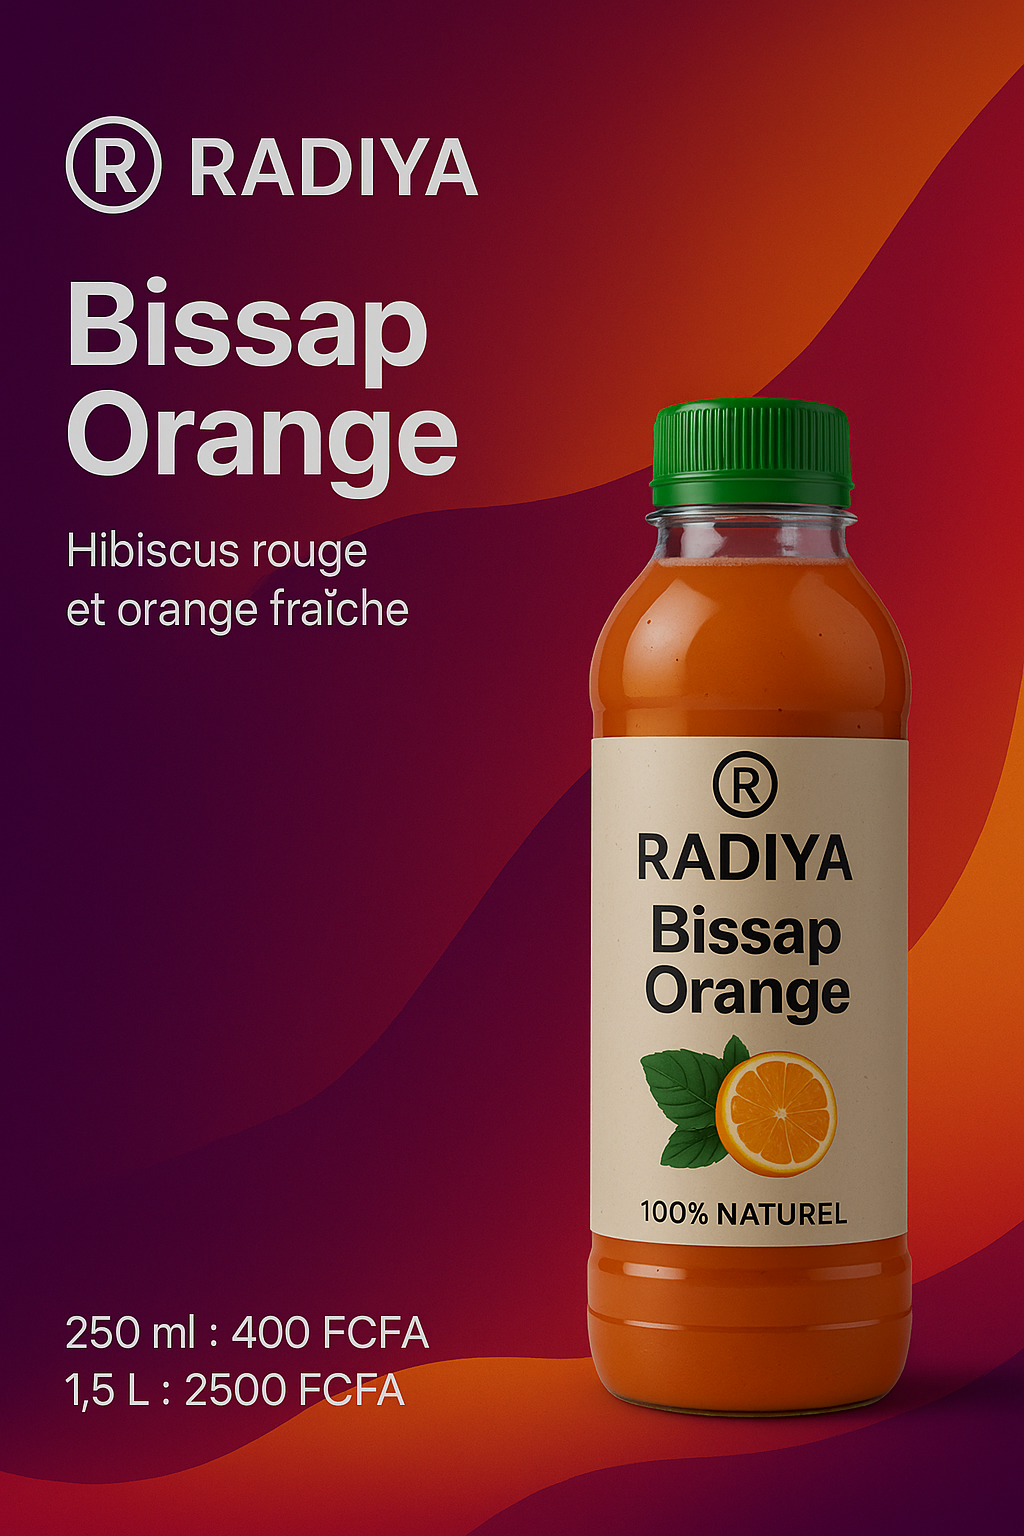 ® RADIYA
Bissap
Orange
Hibiscus rouge
et orange fraĭche
250 ml : 400 FCFA
1,5 L : 2500 FCFA
®
RADIYA
Bissap
Orange
100% NATUREL